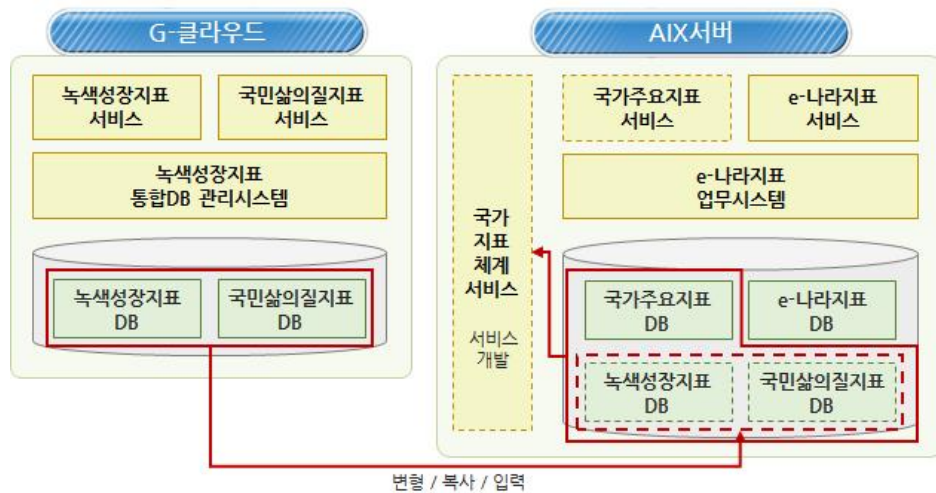 G-클라우드
녹색성장지표
서비스
국민삶의질지표
서비스
녹색성장지표
통합DB 관리시스템
녹색성장지표
DB
국민삶의질지표
DB
AIX서버
국가
지표
체계
서비스
서비스
개발
국가주요지표
서비스
e-나라지표
서비스
e-나라지표
업무시스템
국가주요지표
DB
e-나라지표
DB
녹색성장지표
DB
국민삶의질지표
DB
변형 / 복사 / 입력